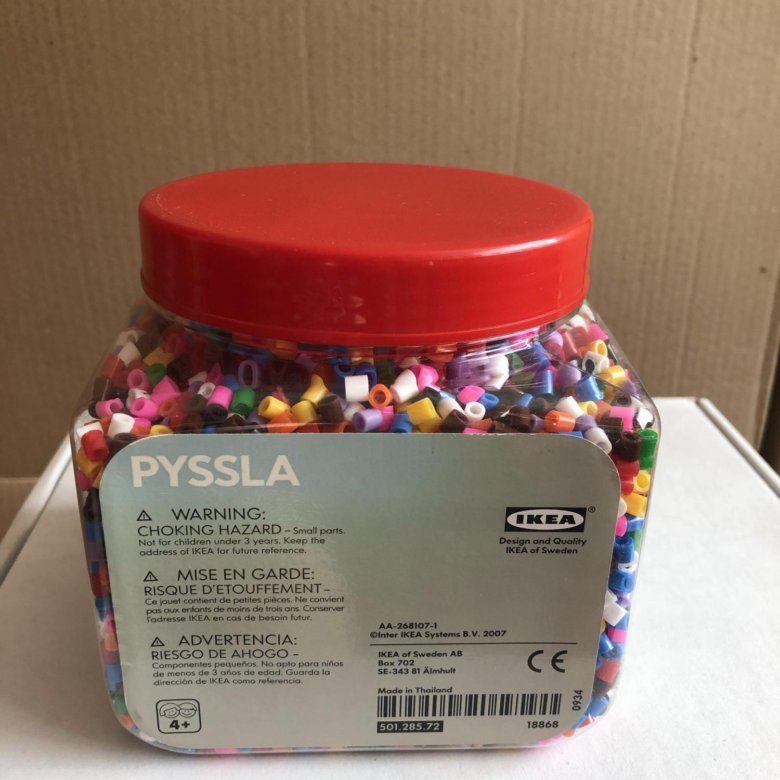 PYSSLA
⚠ WARNING:
CHOKING HAZARD – Small parts.
Not for children under 3 years. Keep the
address of IKEA for future reference.
⚠ MISE EN GARDE:
RISQUE D'ETOUFFEMENT –
Ce jouet contient de petites pièces. Ne convient
pas aux enfants de moins de trois ans. Conserver
l'adresse IKEA en cas de besoin futur.
⚠ ADVERTENCIA:
RIESGO DE AHOGO –
Componentes pequeños. No apto para niños
de menos de 3 años de edad. Guarda la
dirección de IKEA como referencia.
4+
IKEA®
Design and Quality
IKEA of Sweden
AA-268107-1
©Inter IKEA Systems B.V. 2007
IKEA of Sweden AB
Box 702
SE-343 81 Älmhult
CE
Made in Thailand
501.285.72
18868
0934